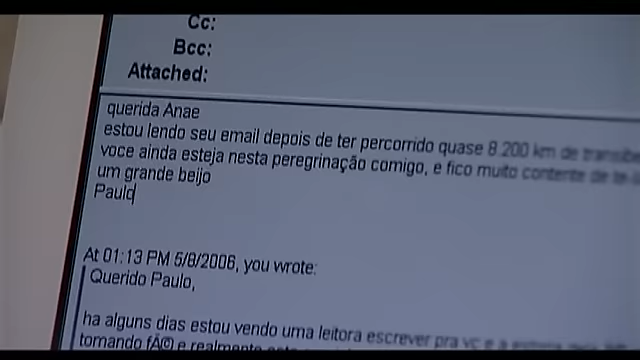 Cc:
Bcc:
Attached:
querida Anae
estou lendo seu email depois de ter percorrido quase 8.200 km de
voce ainda esteja nesta peregrinação comigo, e fico muito contente de
um grande beijo
Paulo
At 01:13 PM 5/8/2006, you wrote:
Querido Paulo,
ha alguns dias estou vendo uma leitora escrever pra vc e a
tomando fÃ© e realmente